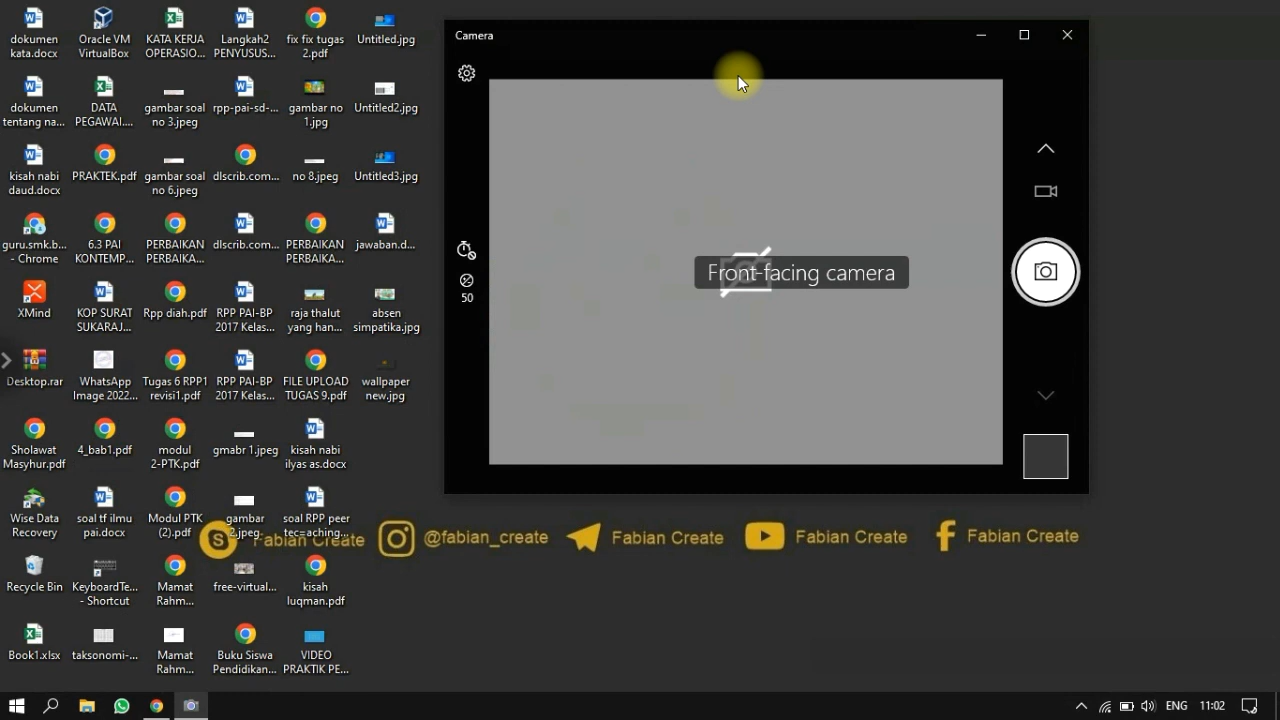 dokumen
kata.docx
Oracle VM
VirtualBox
KATA KERJA
OPERASIO...
Langkah2
PENYUSUS...
fix fix tugas
2.pdf
Untitled.jpg
dokumen
tentang na...
DATA
PEGAWAI....
gambar soal
no 3.jpeg
rpp-pai-sd-...
gambar no
1.jpg
Untitled2.jpg
kisah nabi
daud.docx
PRAKTEK.pdf
gambar soal
no 6.jpeg
dlscrib.com...
no 8.jpeg
Untitled3.jpg
guru.smk.b...
- Chrome
6.3 PAI
KONTEMP...
PERBAIKAN
PERBAIKA...
dlscrib.com...
PERBAIKAN
PERBAIKA...
jawaban.d...
XMind
KOP SURAT
SUKARAJ...
Rpp diah.pdf
RPP PAI-BP
2017 Kelas...
raja thalut
yang han...
absen
simpatika.jpg
Desktop.rar
WhatsApp
Image 2022...
Tugas 6 RPP1
revisi1.pdf
RPP PAI-BP
2017 Kelas...
FILE UPLOAD
TUGAS 9.pdf
wallpaper
new.jpg
Sholawat
Masyhur.pdf
4_bab1.pdf
modul
2-PTK.pdf
gmabr 1.jpeg
kisah nabi
ilyas as.docx
Wise Data
Recovery
soal tf ilmu
pai.docx
Modul PTK
(2).pdf
gambar
2.jpeg
soal RPP peer
tec=aching...
Recycle Bin
KeyboardTe...
- Shortcut
Mamat
Rahm...
free-virtual...
kisah
luqman.pdf
Book1.xlsx
taksonomi-...
Mamat
Rahm...
Buku Siswa
Pendidikan...
VIDEO
PRAKTIK PE...
Camera
50
Front-facing camera
Fabian Create
@fabian_create
Fabian Create
Fabian Create
Fabian Create
ENG
11:02